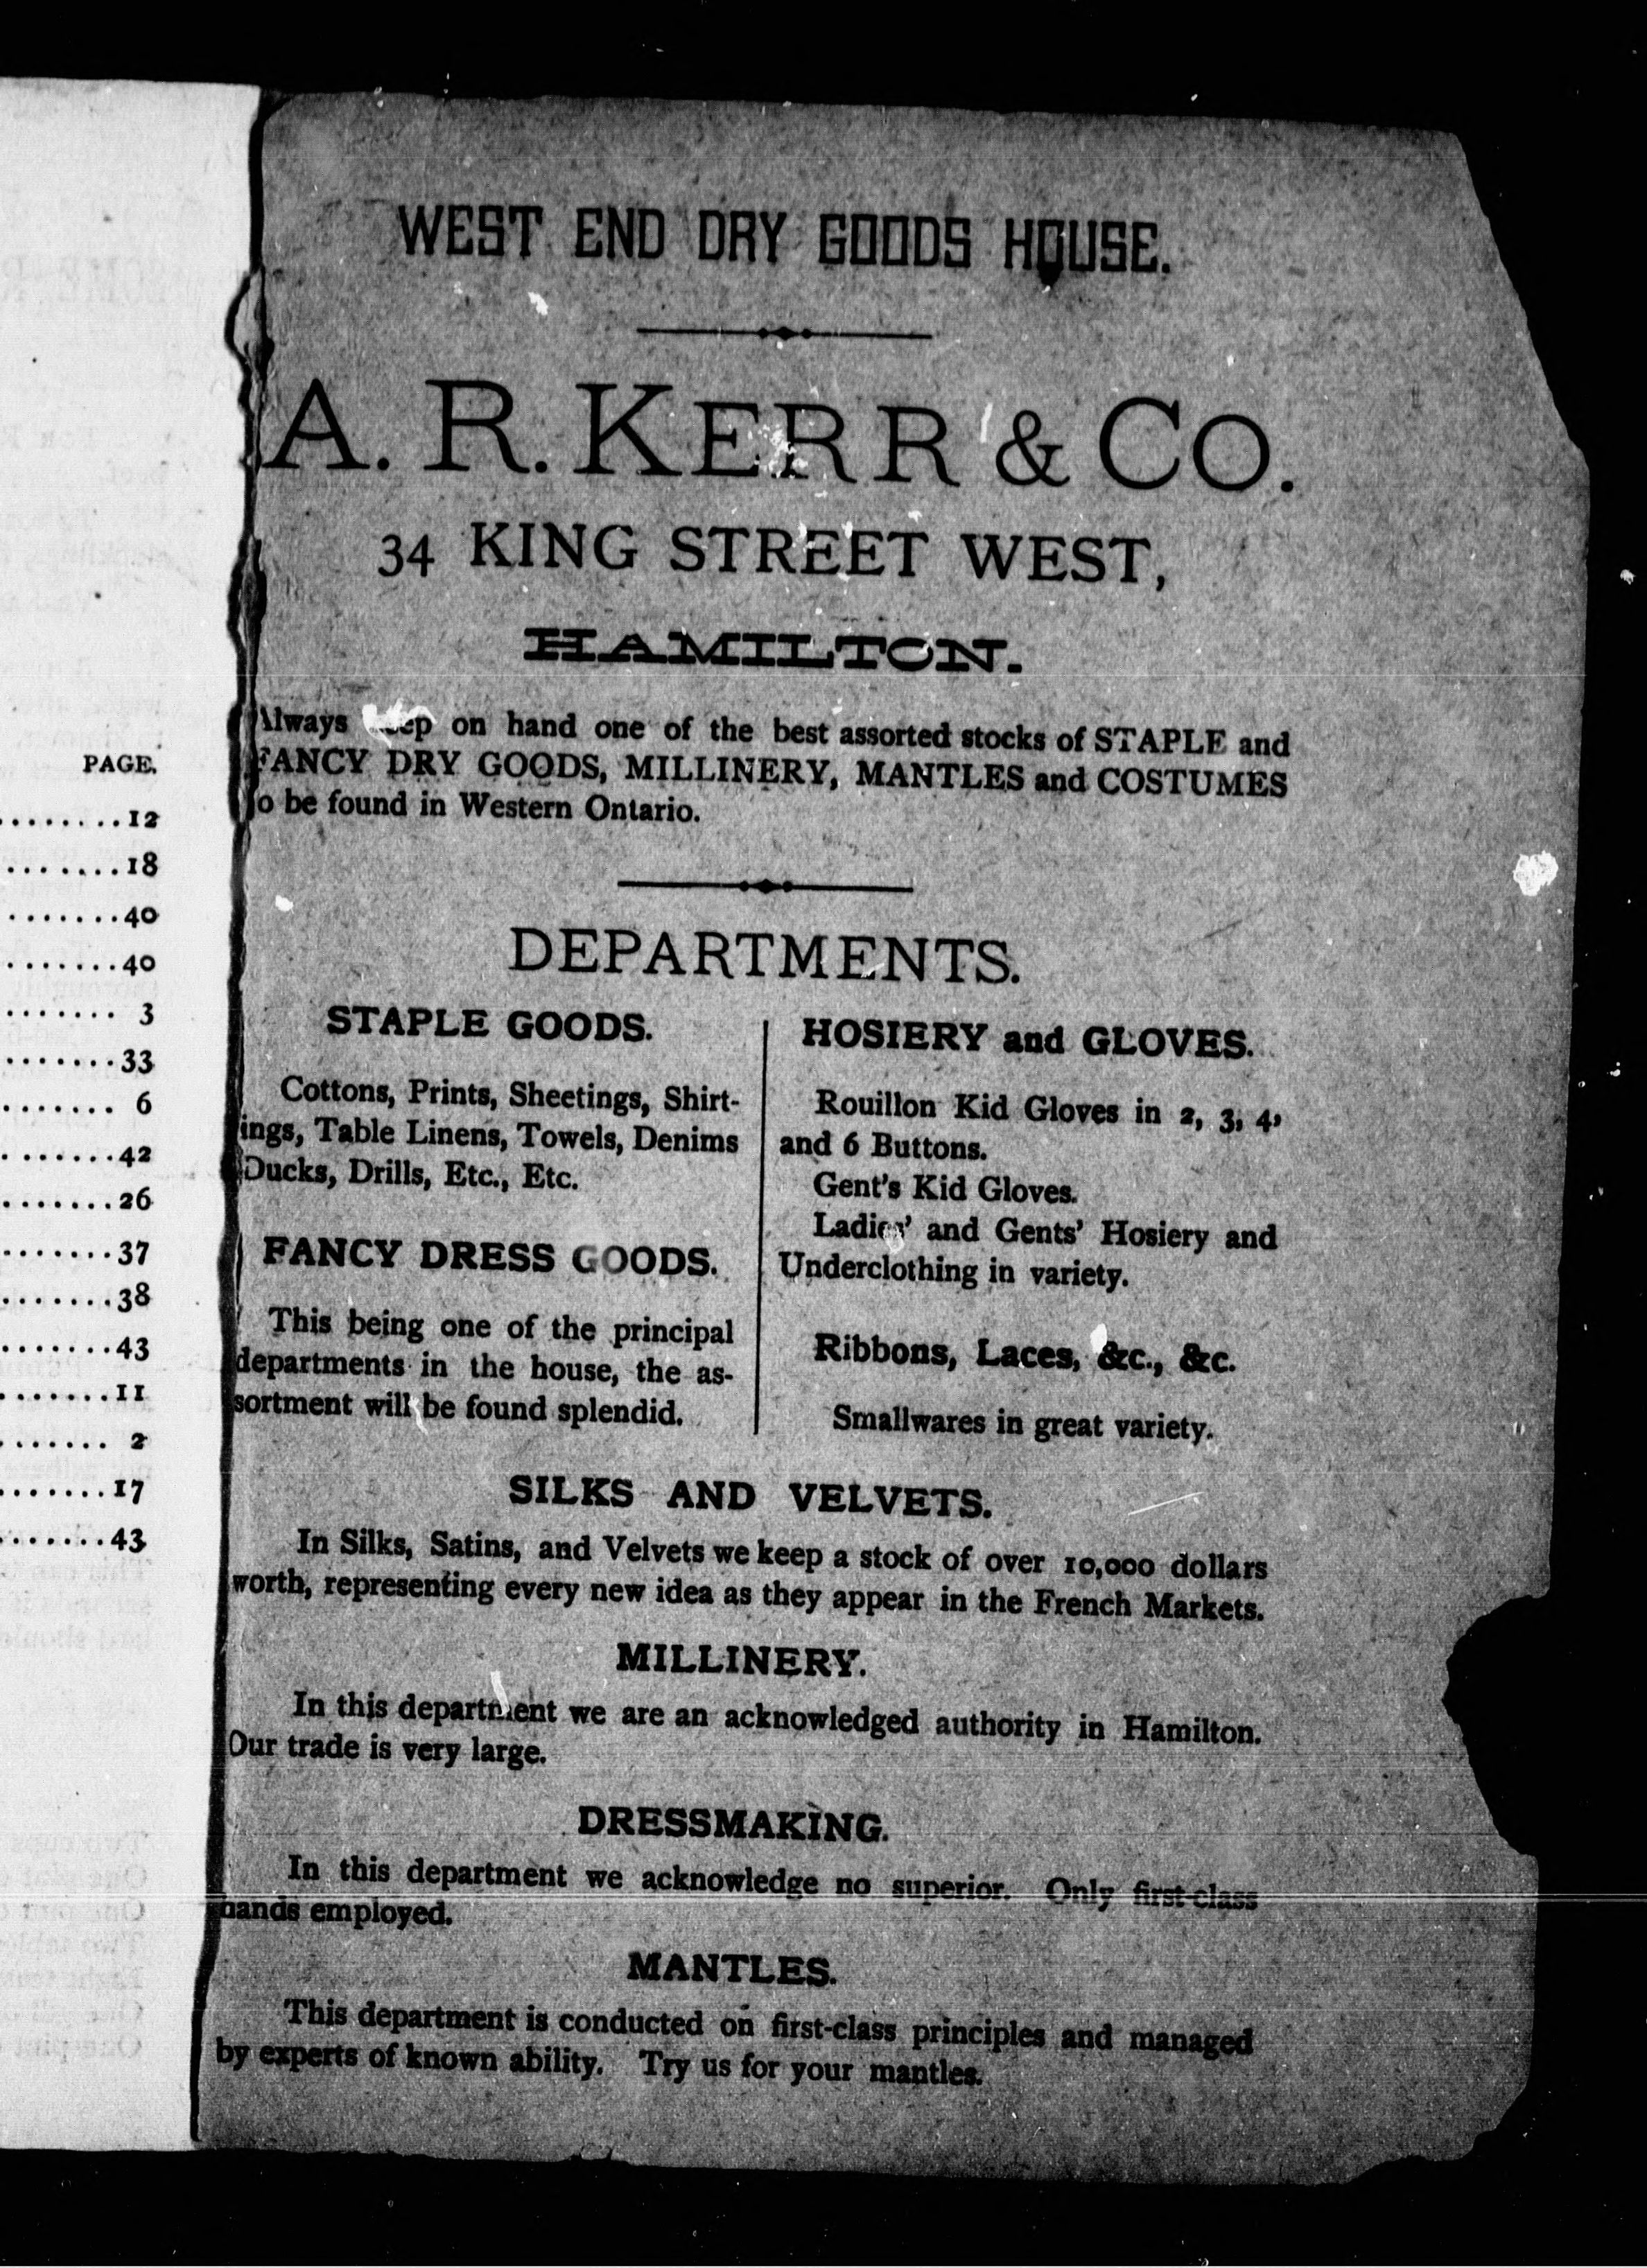 PAGE.
........12
.......18
.......40
.......40
....... 3
.......33
....... 6
.......42
.......26
.......37
.......38
.......43
.......11
....... 2
.......17
.......43
WEST END DRY GOODS HOUSE.
A. R. KERR & CO.
34 KING STREET WEST,
HAMILTON.
Always keep on hand one of the best assorted stocks of STAPLE and
FANCY DRY GOODS, MILLINERY, MANTLES and COSTUMES
to be found in Western Ontario.
DEPARTMENTS.
STAPLE GOODS.
Cottons, Prints, Sheetings, Shirt-
ings, Table Linens, Towels, Denims
Ducks, Drills, Etc., Etc.
FANCY DRESS GOODS.
This being one of the principal
departments in the house, the as-
sortment will be found splendid.
HOSIERY and GLOVES.
Rouillon Kid Gloves in 2, 3, 4,
and 6 Buttons.
Gent's Kid Gloves.
Ladies' and Gents' Hosiery and
Underclothing in variety.
Ribbons, Laces, &c., &c.
Smallwares in great variety.
SILKS AND VELVETS.
In Silks, Satins, and Velvets we keep a stock of over 10,000 dollars
worth, representing every new idea as they appear in the French Markets.
MILLINERY.
In this department we are an acknowledged authority in Hamilton.
Our trade is very large.
DRESSMAKING.
In this department we acknowledge no superior. Only first-class
hands employed.
MANTLES.
This department is conducted on first-class principles and managed
by experts of known ability. Try us for your mantles.